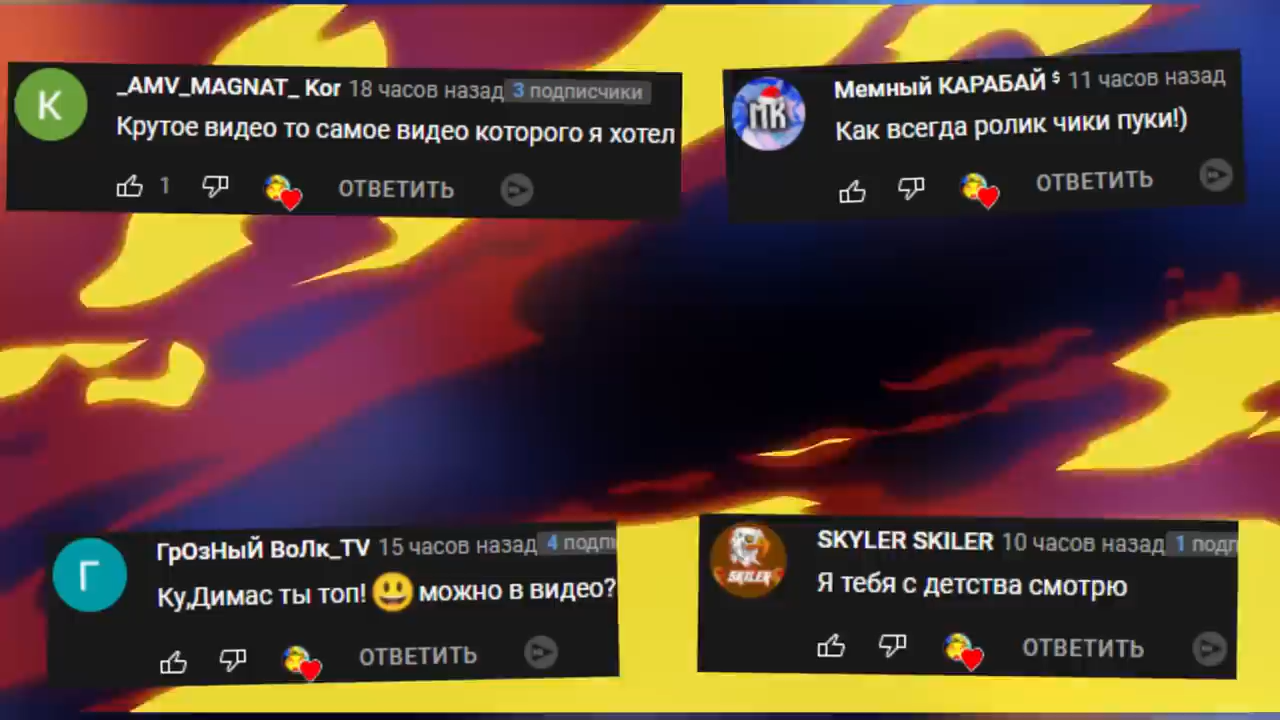 K
_AMV_MAGNAT_ Kor 18 часов назад 3 подписчики
Крутое видео то самое видео которого я хотел
1 ОТВЕТИТЬ
МК
Мемный КАРАБАЙ $ 11 часов назад
Как всегда ролик чики пуки!)
ОТВЕТИТЬ
Г
ГрОзНыЙ ВоЛк_TV 15 часов назад 4 подпи
Ку,Димас ты топ! 😃 можно в видео?
ОТВЕТИТЬ
SKILER
SKYLER SKILER 10 часов назад 1 подп
Я тебя с детства смотрю
ОТВЕТИТЬ